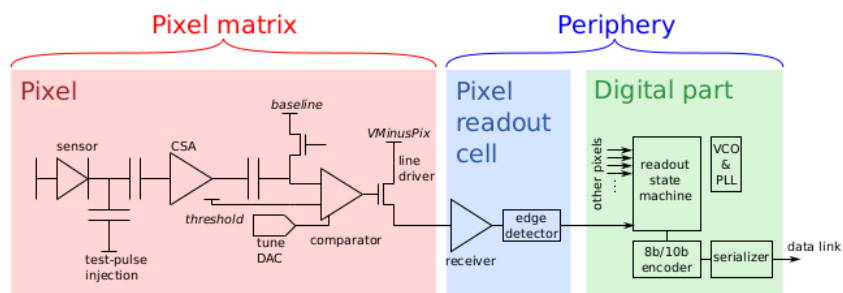 Pixel matrix
Periphery
Pixel
Pixel
readout
cell
Digital part
baseline
sensor
CSA
VMinusPix
line
driver
threshold
tune
DAC
comparator
test-pulse
injection
receiver
edge
detector
other pixels
...
readout
state
machine
VCO
&
PLL
8b/10b
encoder
serializer
data link